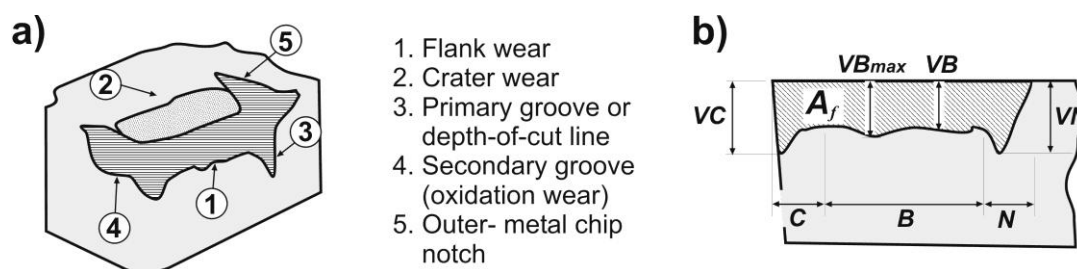 a)
5
2
3
4
1
1. Flank wear
2. Crater wear
3. Primary groove or
depth-of-cut line
4. Secondary groove
(oxidation wear)
5. Outer- metal chip
notch
b)
VBmax VB
VC
Af
C B N